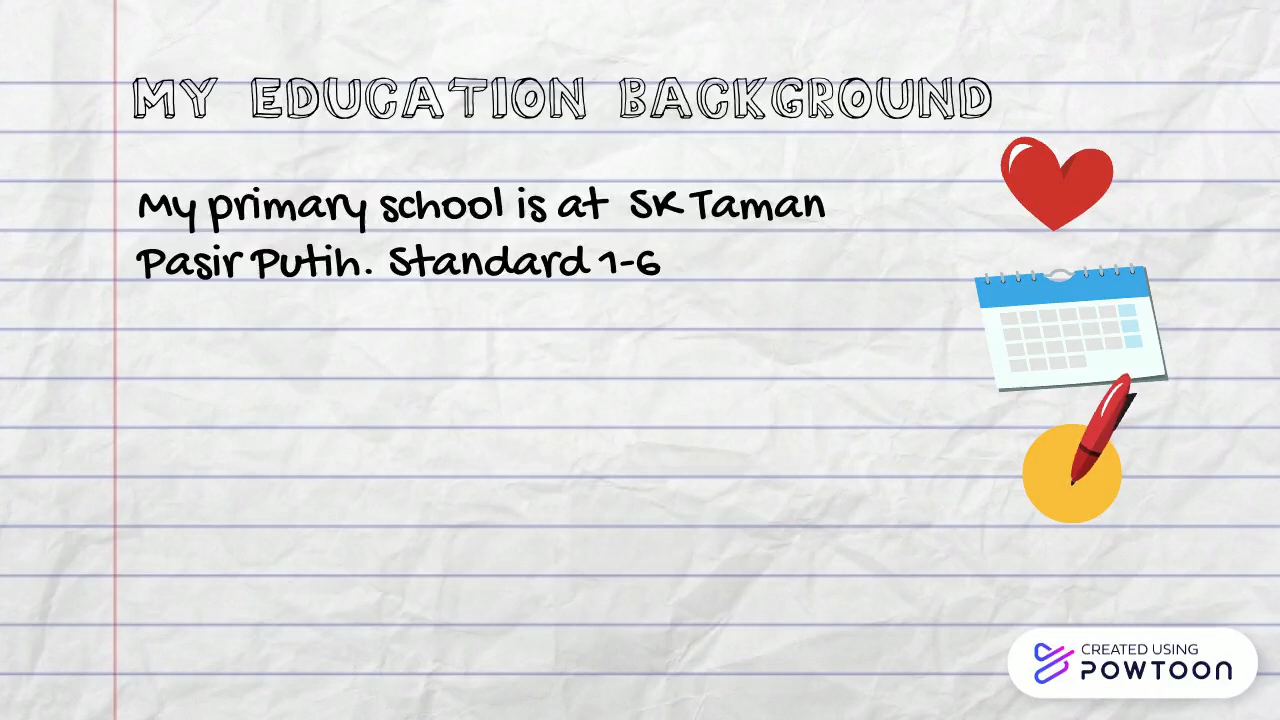 MY EDUCATION BACKGROUND
My primary school is at SK Taman
Pasir Putih. Standard 1-6
CREATED USING
POWTOON